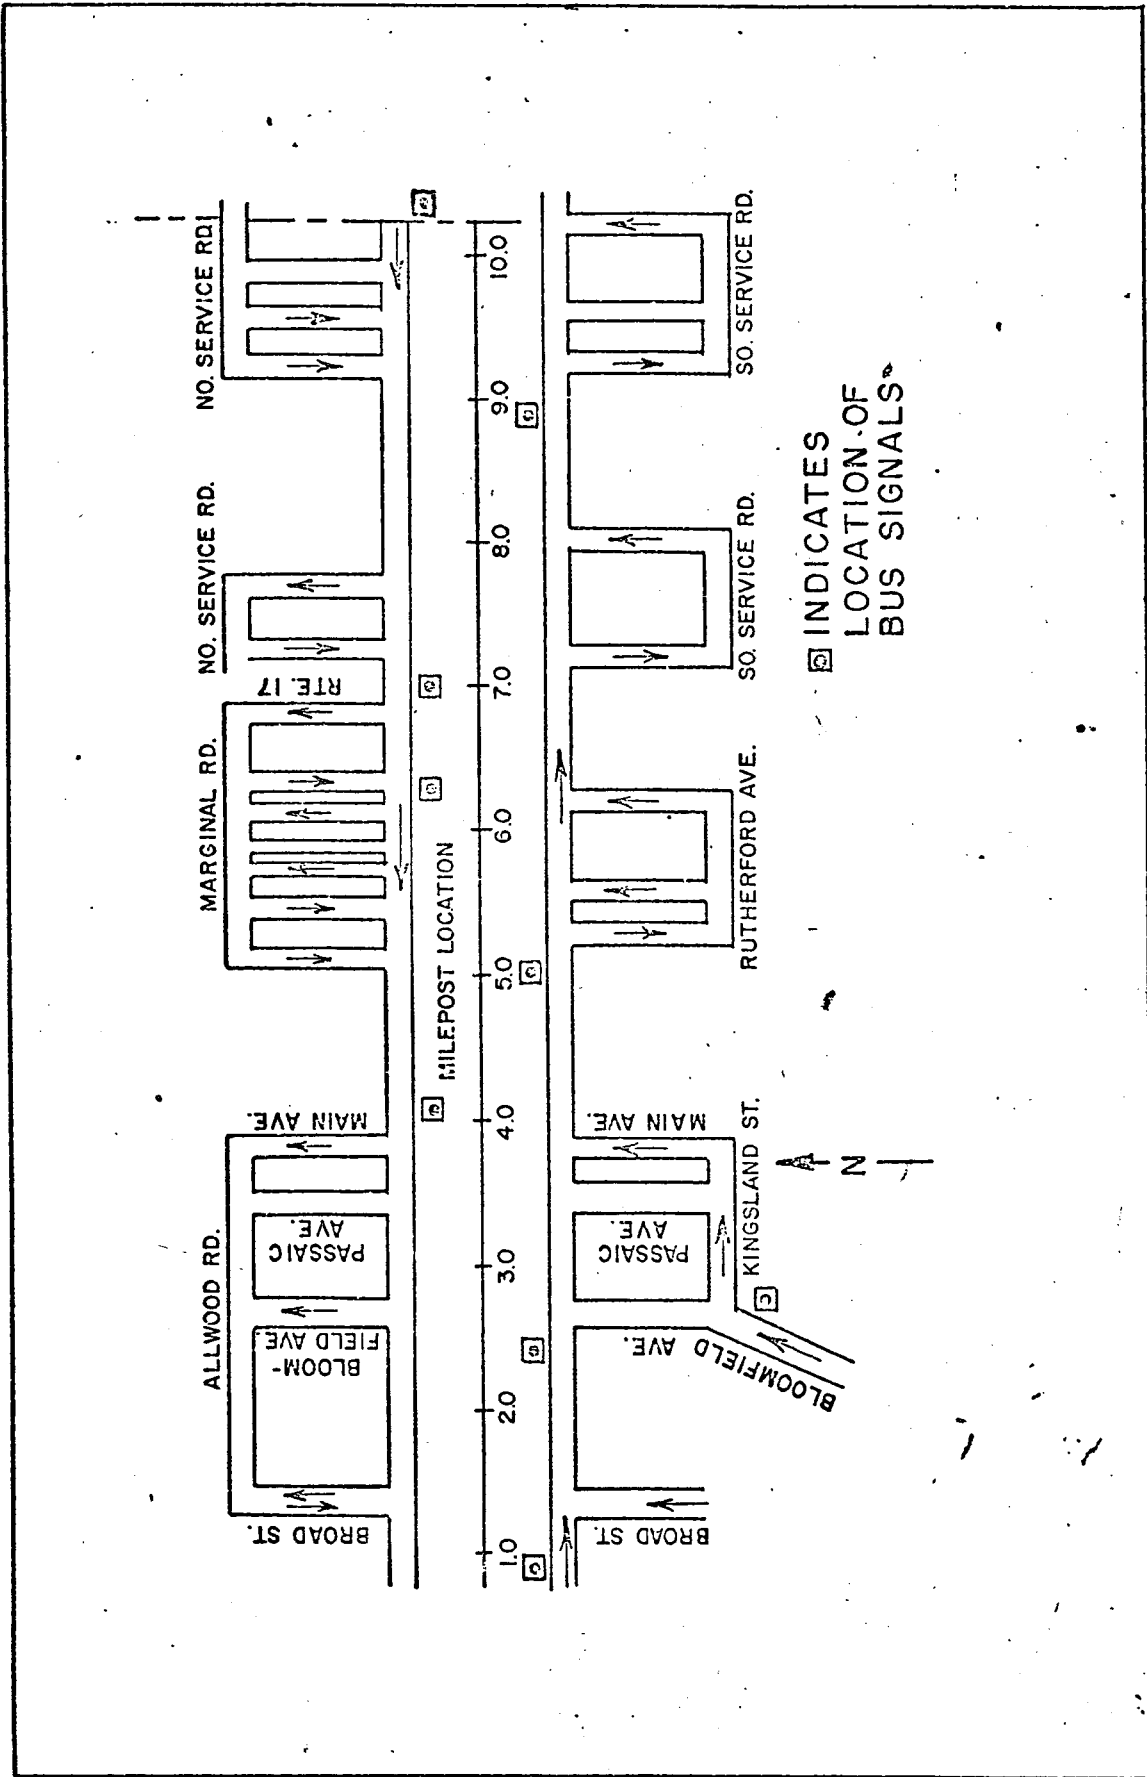 ALLWOOD RD.
MARGINAL RD.
NO. SERVICE RD.
NO. SERVICE RD.
BROAD ST.
BLOOM-
FIELD AVE.
PASSAIC
AVE.
MAIN AVE.
RTE. 17
MILEPOST LOCATION
1.0 2.0 3.0 4.0 5.0 6.0 7.0 8.0 9.0 10.0
BROAD ST.
BLOOMFIELD AVE
PASSAIC
AVE.
MAIN AVE.
KINGSLAND ST.
RUTHERFORD AVE.
SO. SERVICE RD.
SO. SERVICE RD.
N
INDICATES
LOCATION OF
BUS SIGNALS